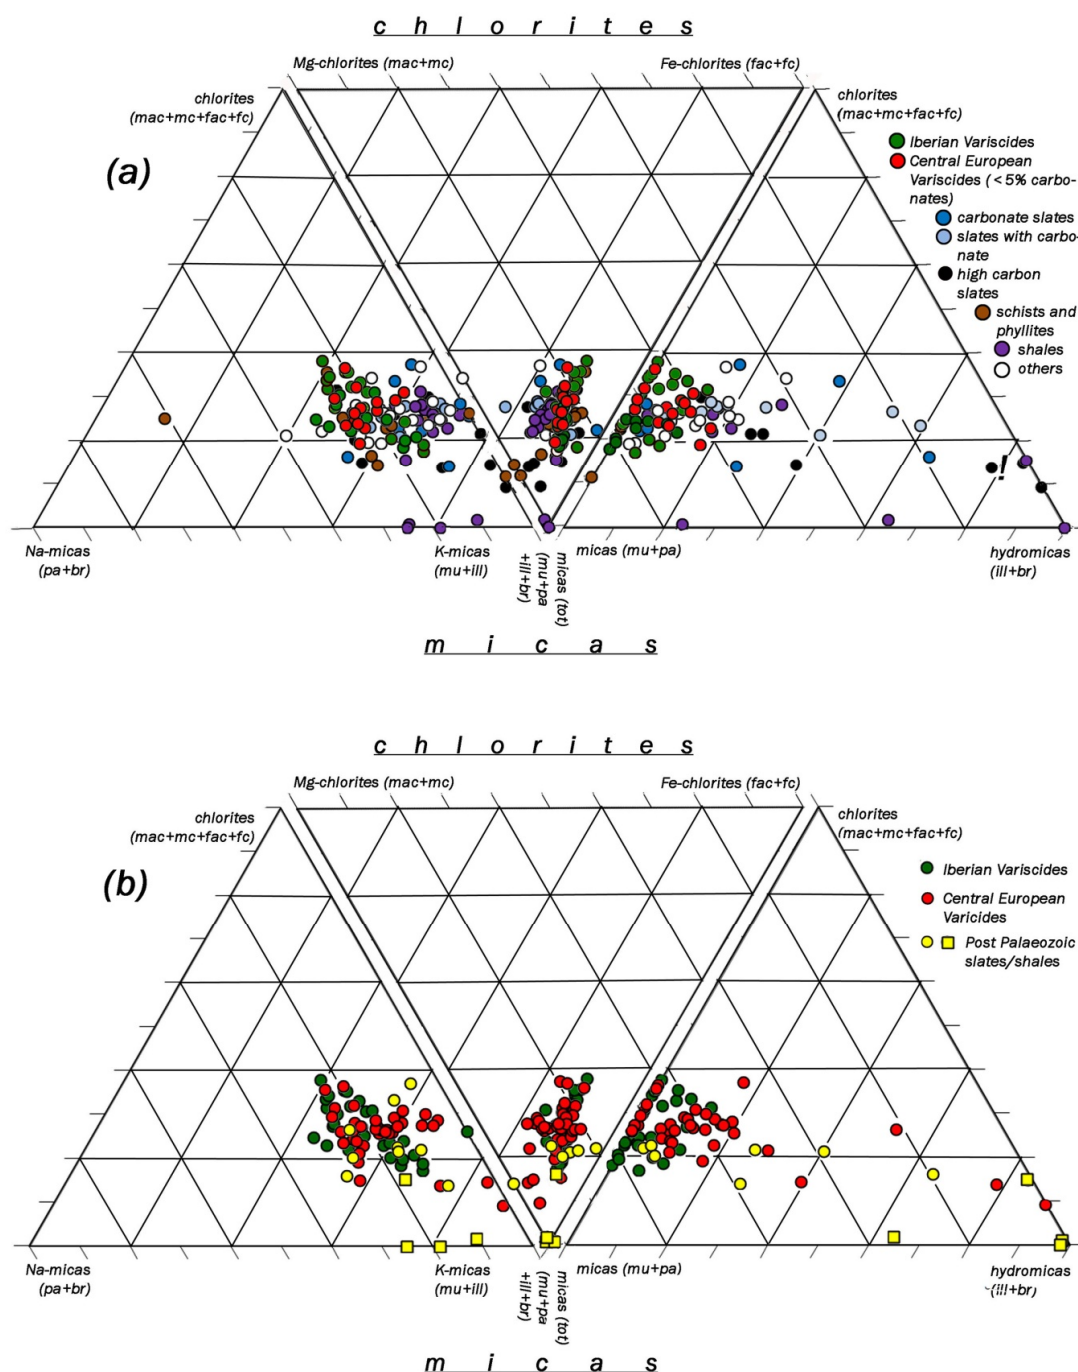 c h l o r i t e s
Mg-chlorites (mac+mc)
Fe-chlorites (fac+fc)
chlorites
(mac+mc+fac+fc)
chlorites
(mac+mc+fac+fc)
(a)
Iberian Variscides
Central European
Variscides (<5% carbo-
nates)
carbonate slates
slates with carbo-
nate
high carbon
slates
schists and
phyllites
shales
others
!
Na-micas
(pa+br)
K-micas
(mu+ill)
micas (tot)
(mu+pa
+ill+br)
micas (mu+pa)
hydromicas
(ill+br)
m i c a s
c h l o r i t e s
Mg-chlorites (mac+mc)
Fe-chlorites (fac+fc)
chlorites
(mac+mc+fac+fc)
chlorites
(mac+mc+fac+fc)
(b)
Iberian Variscides
Central European
Varicides
Post Palaeozoic
slates/shales
Na-micas
(pa+br)
K-micas
(mu+ill)
micas (tot)
(mu+pa
+ill+br)
micas (mu+pa)
hydromicas
(ill+br)
m i c a s